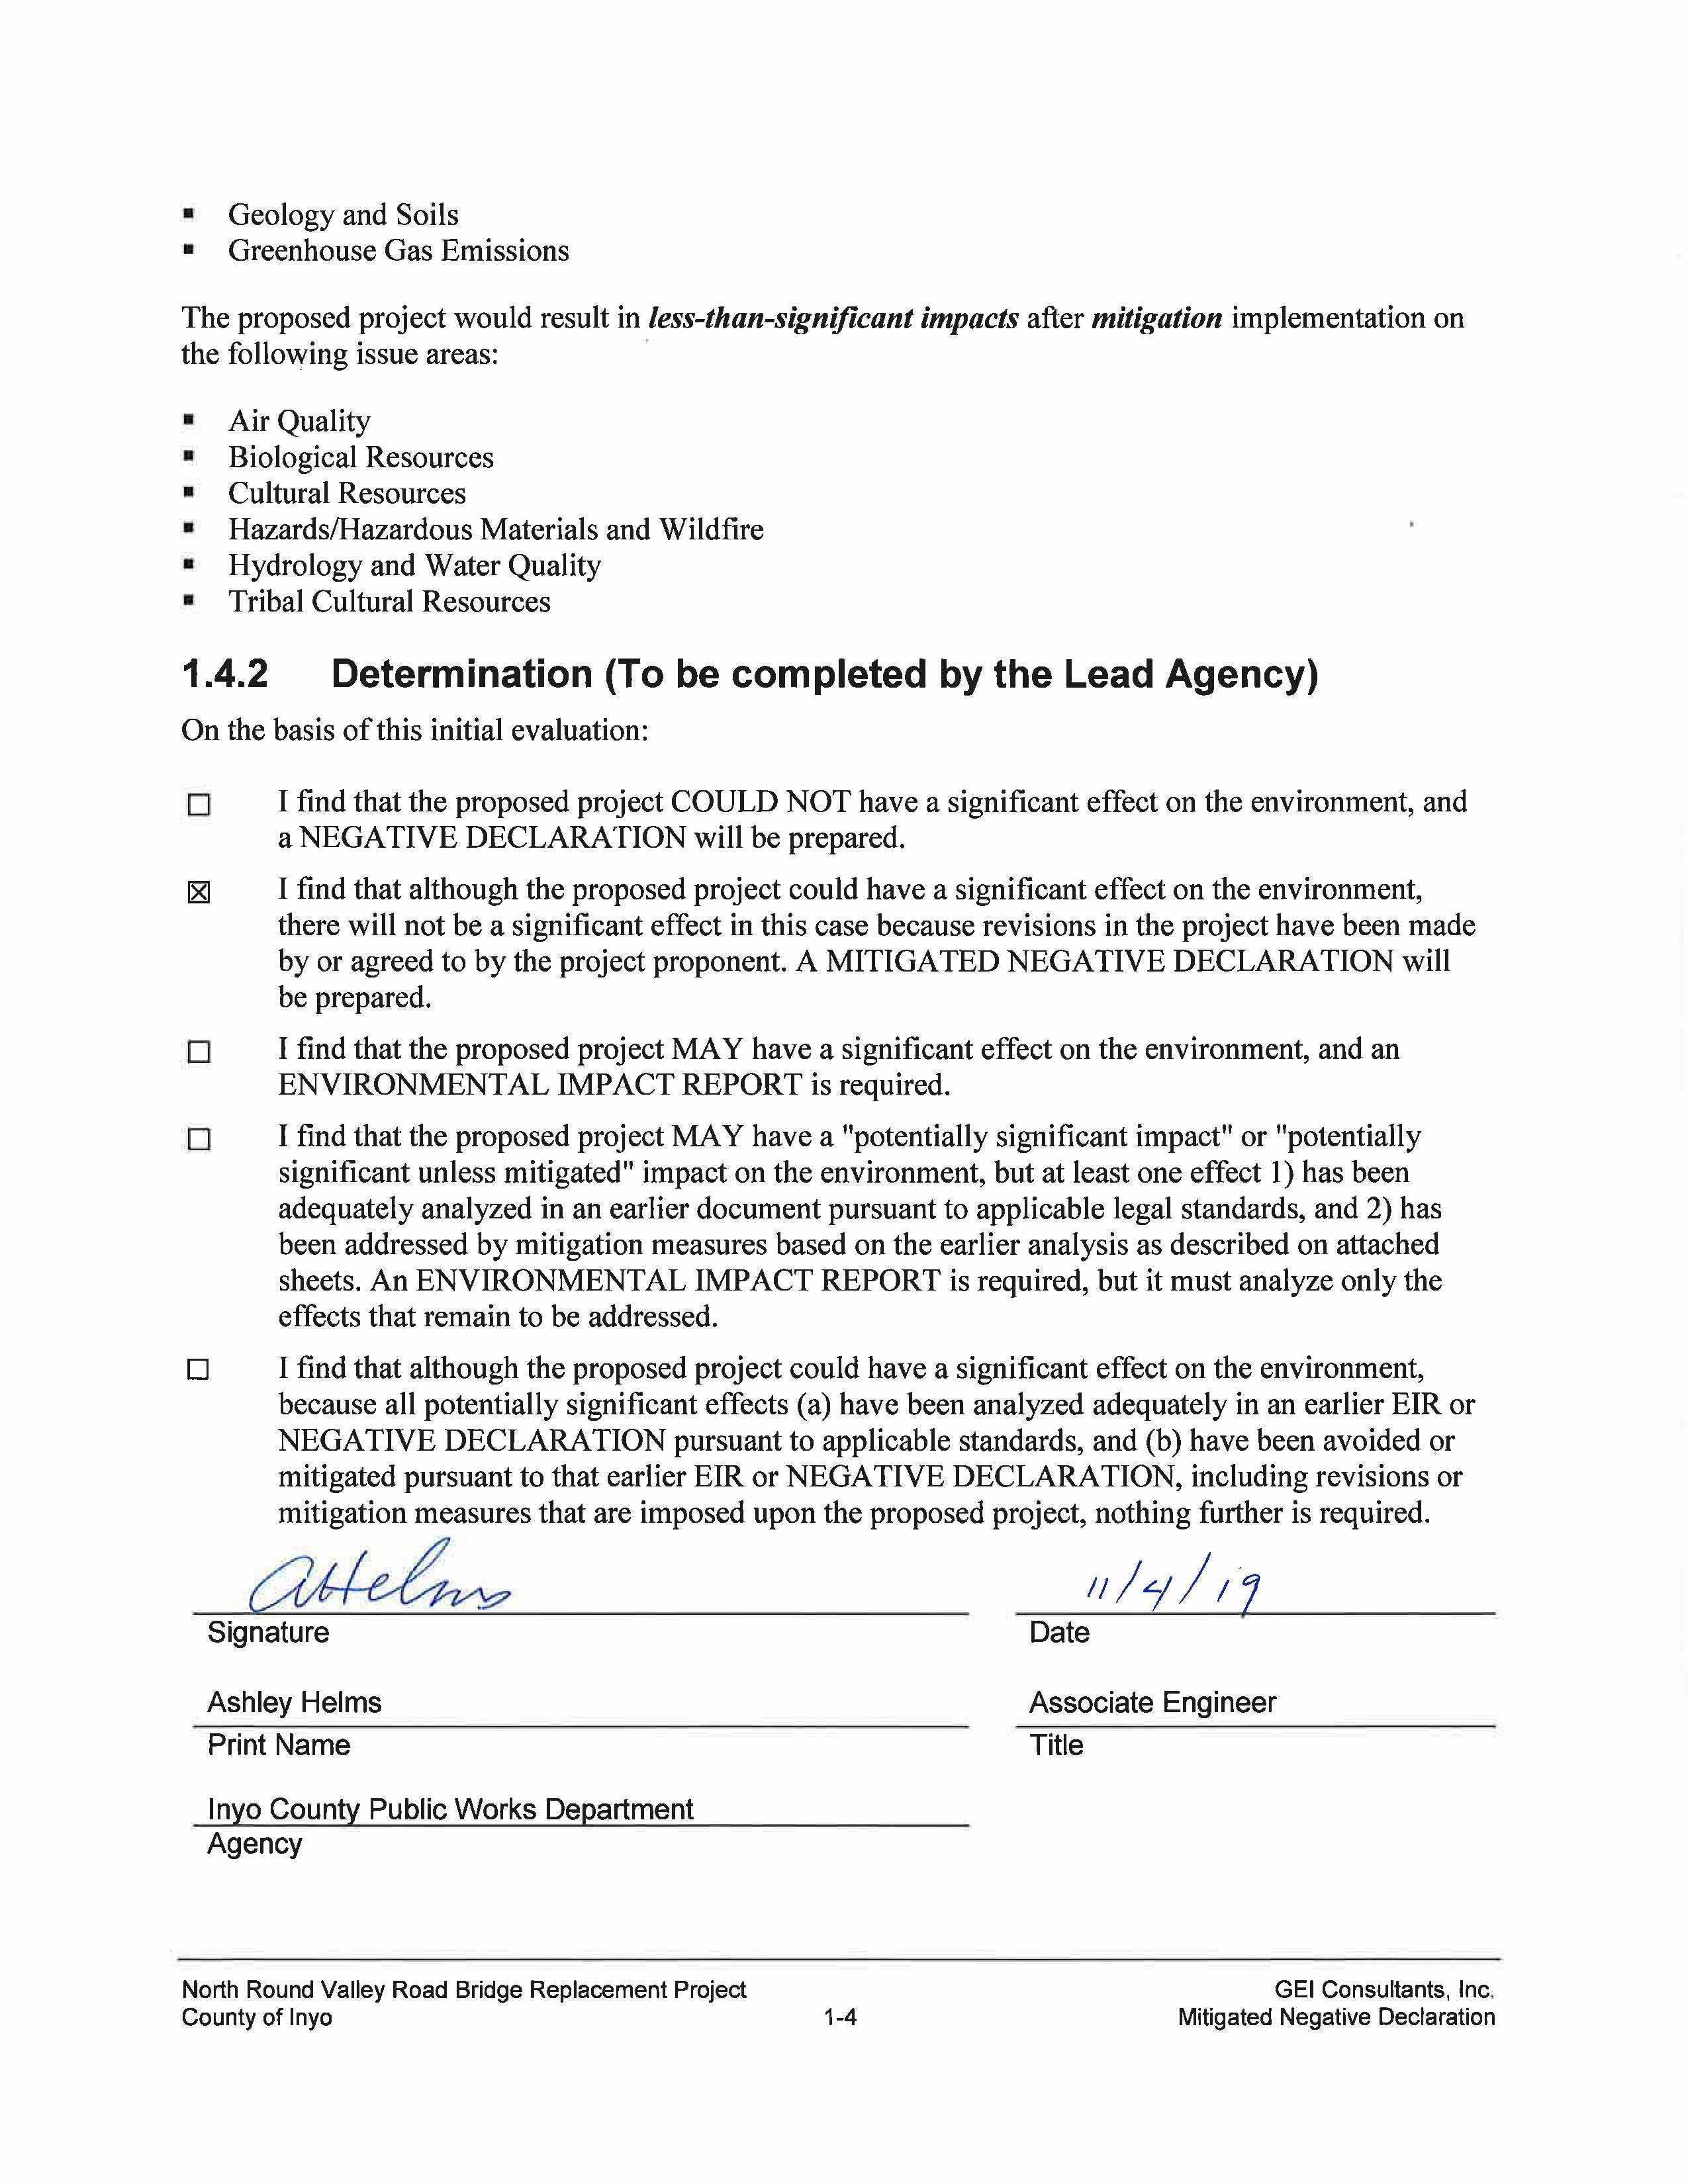 ▪ Geology and Soils
▪ Greenhouse Gas Emissions
The proposed project would result in less-than-significant impacts after mitigation implementation on
the following issue areas:
▪ Air Quality
▪ Biological Resources
▪ Cultural Resources
▪ Hazards/Hazardous Materials and Wildfire
▪ Hydrology and Water Quality
▪ Tribal Cultural Resources
1.4.2 Determination (To be completed by the Lead Agency)
On the basis of this initial evaluation:
☐ I find that the proposed project COULD NOT have a significant effect on the environment, and
a NEGATIVE DECLARATION will be prepared.
☒ I find that although the proposed project could have a significant effect on the environment,
there will not be a significant effect in this case because revisions in the project have been made
by or agreed to by the project proponent. A MITIGATED NEGATIVE DECLARATION will
be prepared.
☐ I find that the proposed project MAY have a significant effect on the environment, and an
ENVIRONMENTAL IMPACT REPORT is required.
☐ I find that the proposed project MAY have a "potentially significant impact" or "potentially
significant unless mitigated" impact on the environment, but at least one effect 1) has been
adequately analyzed in an earlier document pursuant to applicable legal standards, and 2) has
been addressed by mitigation measures based on the earlier analysis as described on attached
sheets. An ENVIRONMENTAL IMPACT REPORT is required, but it must analyze only the
effects that remain to be addressed.
☐ I find that although the proposed project could have a significant effect on the environment,
because all potentially significant effects (a) have been analyzed adequately in an earlier EIR or
NEGATIVE DECLARATION pursuant to applicable standards, and (b) have been avoided or
mitigated pursuant to that earlier EIR or NEGATIVE DECLARATION, including revisions or
mitigation measures that are imposed upon the proposed project, nothing further is required.
AHelms 11/4/19
Signature Date
Ashley Helms Associate Engineer
Print Name Title
Inyo County Public Works Department
Agency
North Round Valley Road Bridge Replacement Project GEI Consultants, Inc.
County of Inyo 1-4 Mitigated Negative Declaration